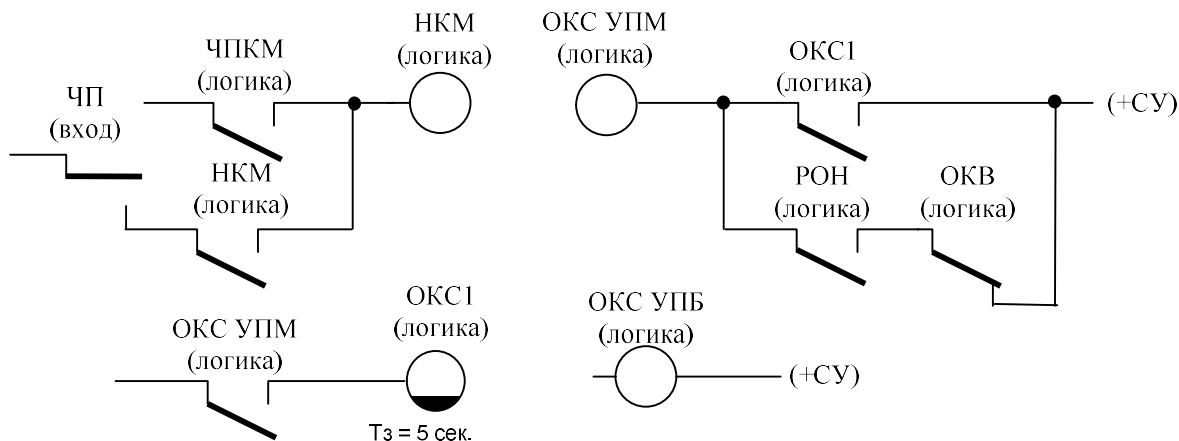 НКМ
(логика)
ОКС УПМ
(логика)
ЧПКМ
(логика)
ОКС1
(логика)
ЧП
(вход)
(+СУ)
НКМ
(логика)
РОН
(логика)
ОКВ
(логика)
ОКС1
(логика)
ОКС УПБ
(логика)
ОКС УПМ
(логика)
(+СУ)
Тз = 5 сек.